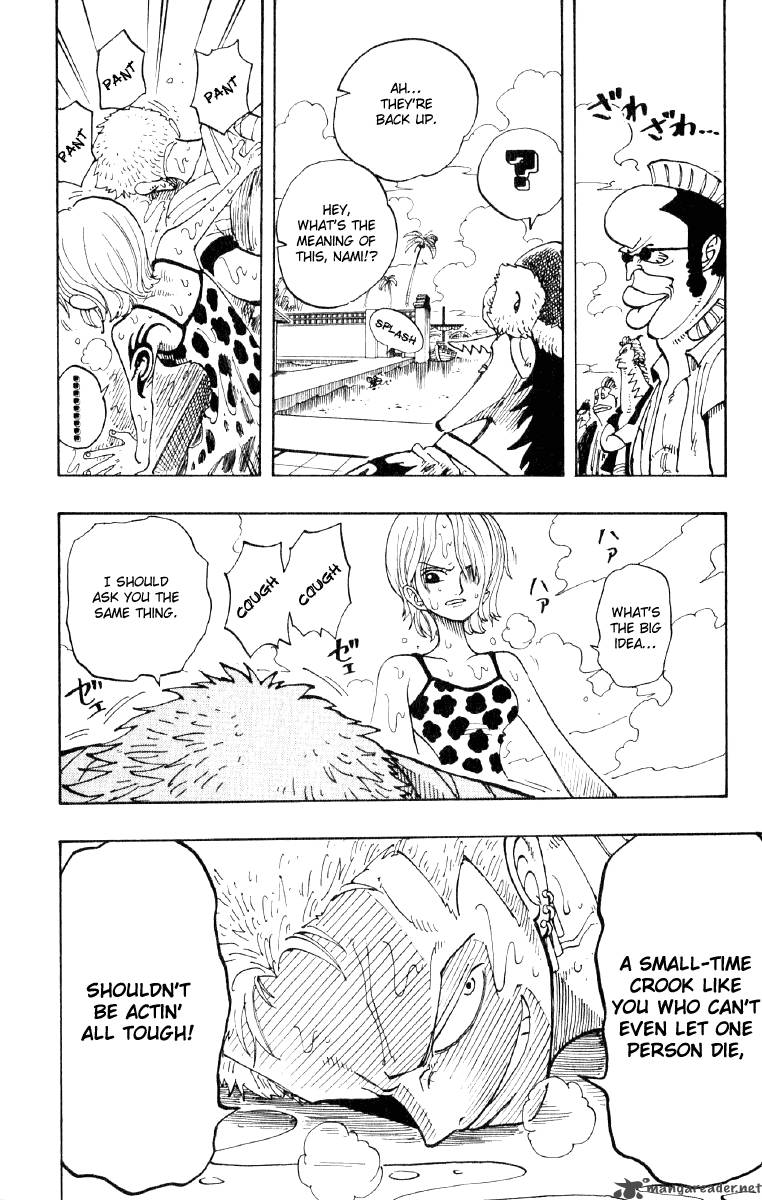 ざわ
ざわ...
?
AH...
THEY'RE
BACK UP.
HEY,
WHAT'S THE
MEANING OF
THIS, NAMI!?
SPLASH
PANT
PANT
PANT
ハァ
ハァ
WHAT'S
THE BIG
IDEA...
COUGH
COUGH
I SHOULD
ASK YOU THE
SAME THING.
ゼェ
ゼェ
A SMALL-TIME
CROOK LIKE
YOU WHO CAN'T
EVEN LET ONE
PERSON DIE,
SHOULDN'T
BE ACTIN'
ALL TOUGH!
mangareader.net